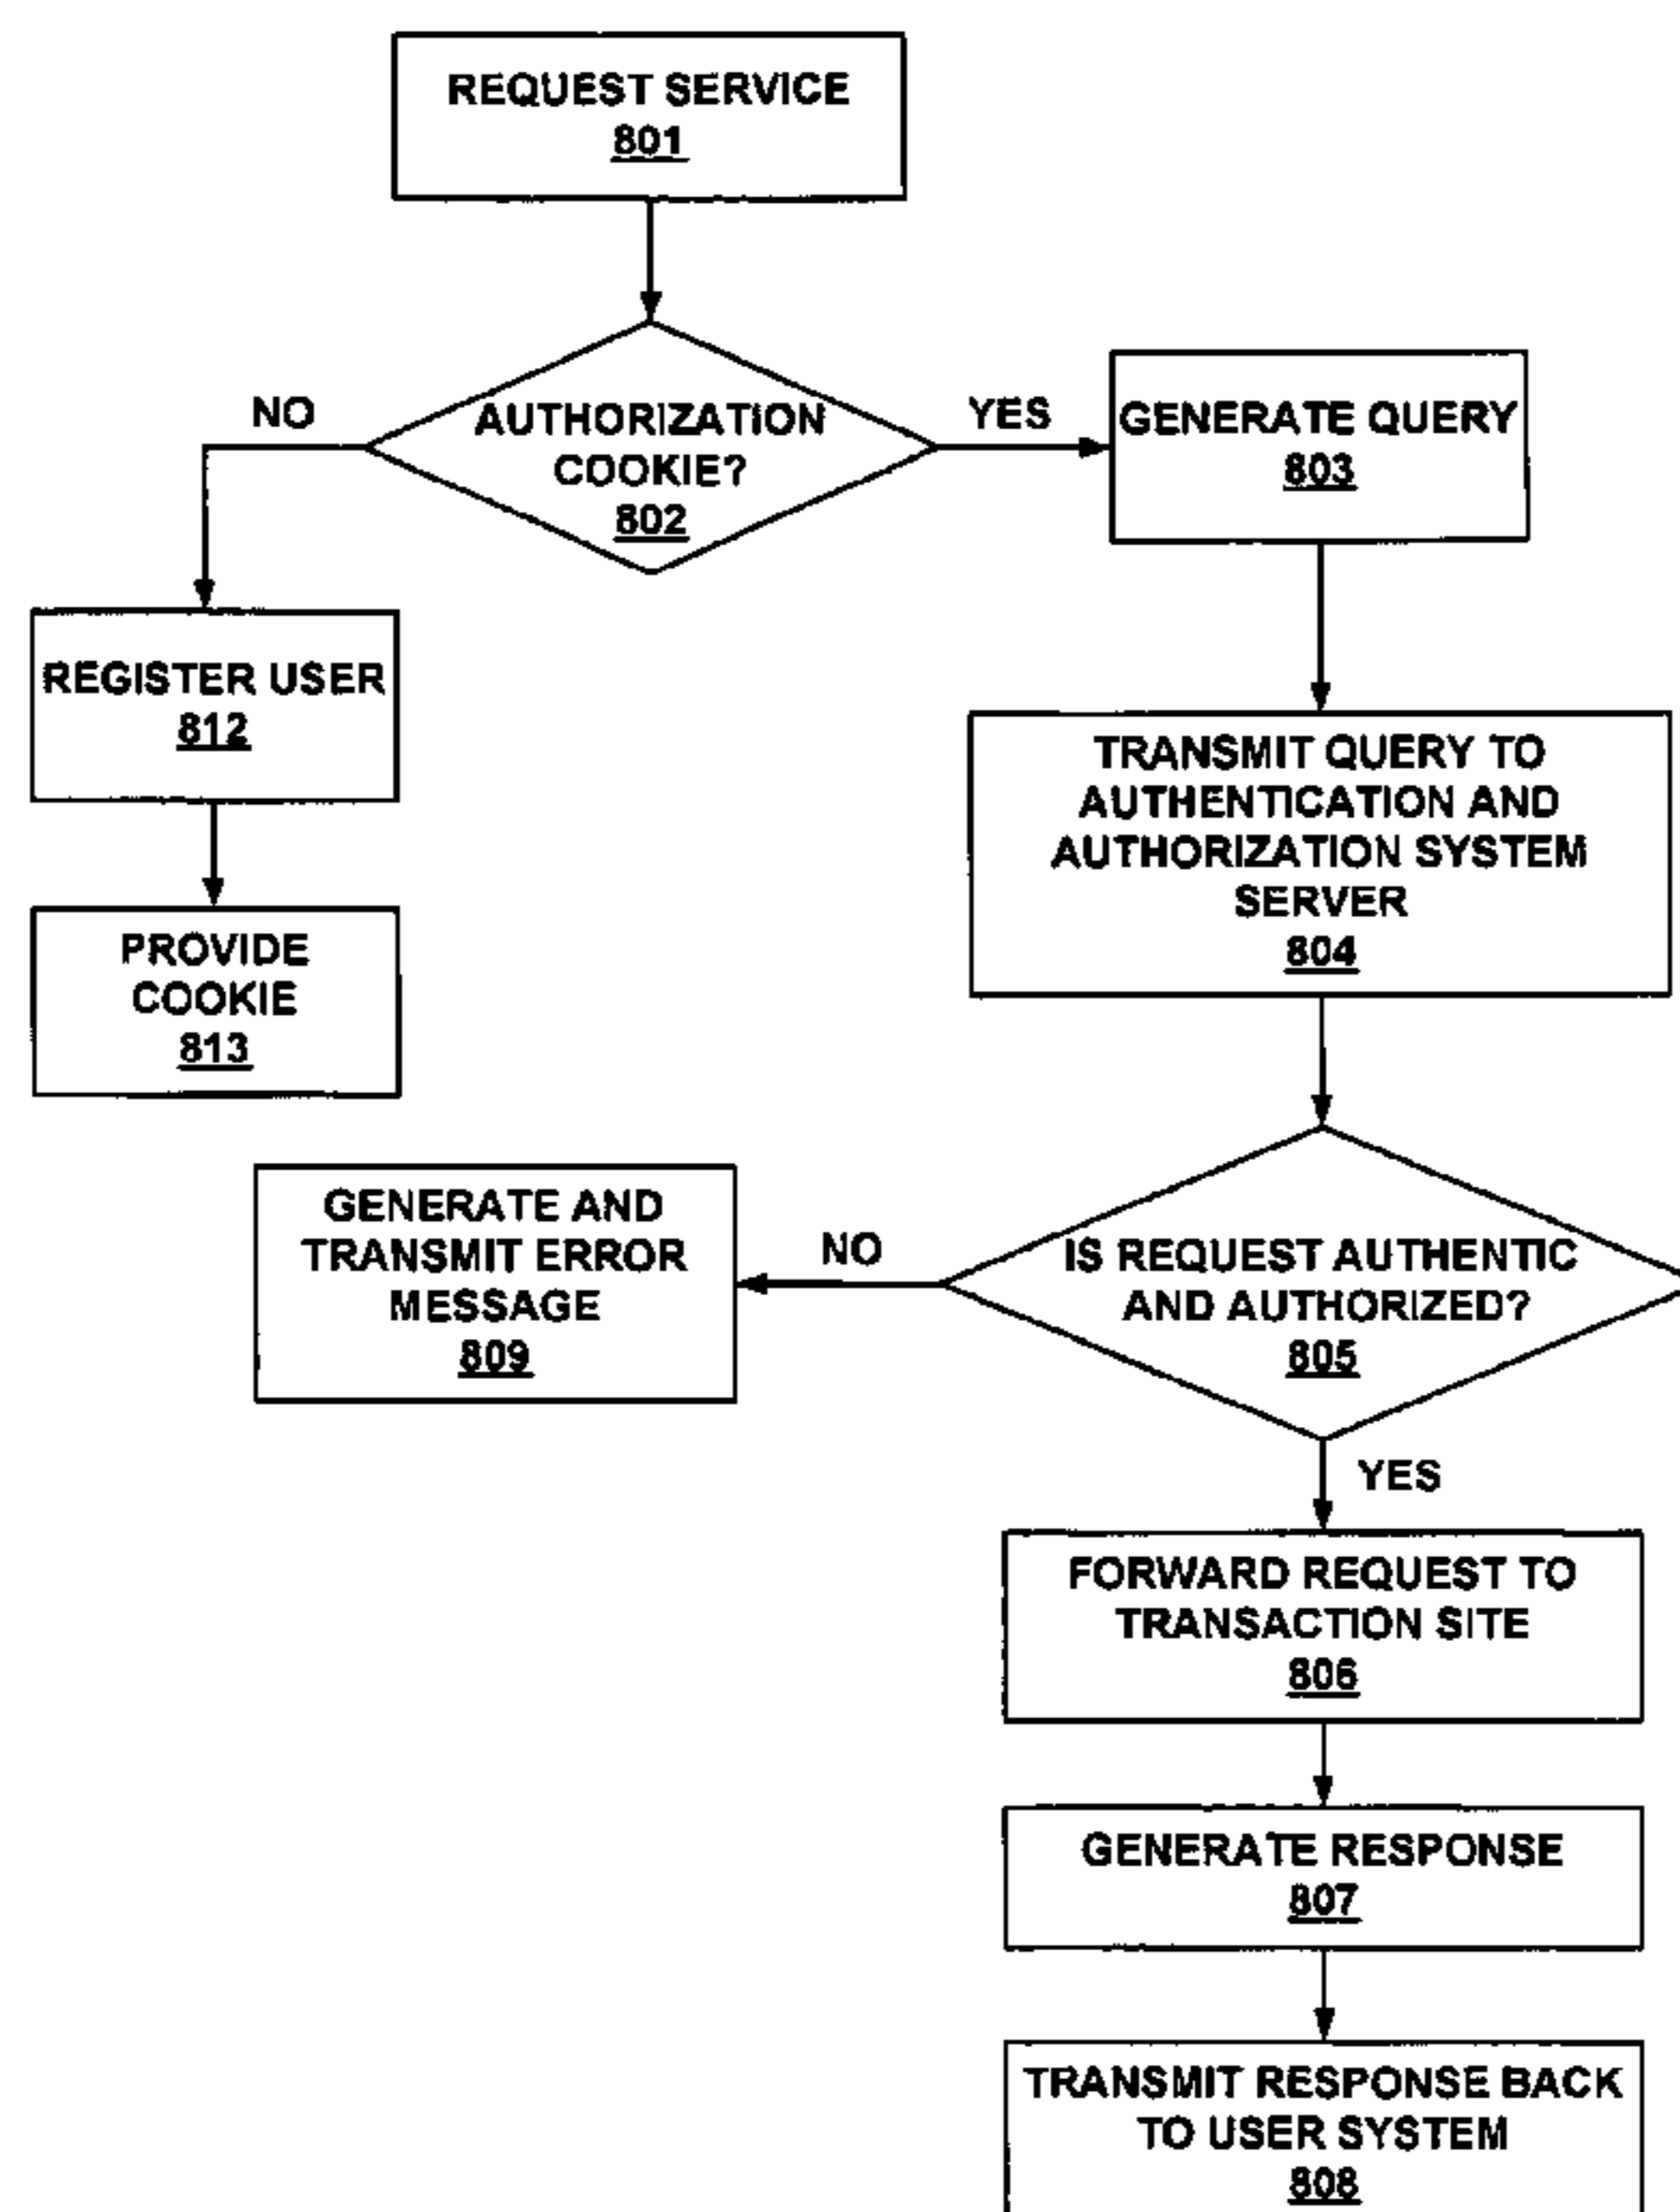 REQUEST SERVICE
801
AUTHORIZATION
COOKIE?
802
NO
YES
GENERATE QUERY
803
REGISTER USER
812
PROVIDE
COOKIE
813
TRANSMIT QUERY TO
AUTHENTICATION AND
AUTHORIZATION SYSTEM
SERVER
804
IS REQUEST AUTHENTIC
AND AUTHORIZED?
805
NO
GENERATE AND
TRANSMIT ERROR
MESSAGE
809
YES
FORWARD REQUEST TO
TRANSACTION SITE
806
GENERATE RESPONSE
807
TRANSMIT RESPONSE BACK
TO USER SYSTEM
808